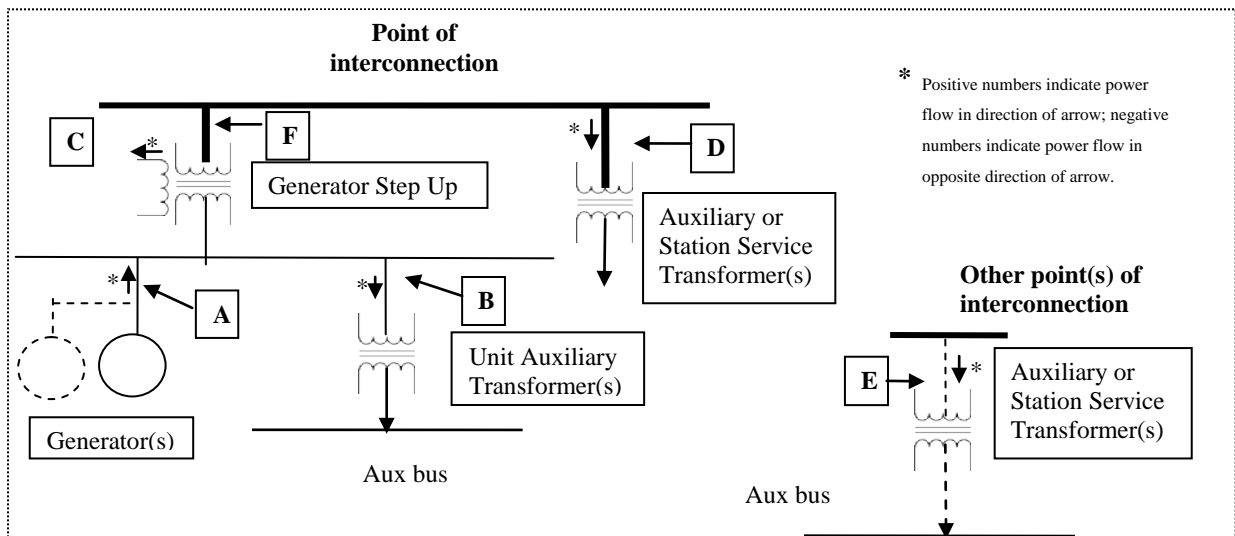 Point of
interconnection
* Positive numbers indicate power
flow in direction of arrow; negative
numbers indicate power flow in
opposite direction of arrow.
C
*
F
*
D
Generator Step Up
Auxiliary or
Station Service
Transformer(s)
*
A
*
B
Unit Auxiliary
Transformer(s)
Generator(s)
Aux bus
Other point(s) of
interconnection
E
*
Auxiliary or
Station Service
Transformer(s)
Aux bus